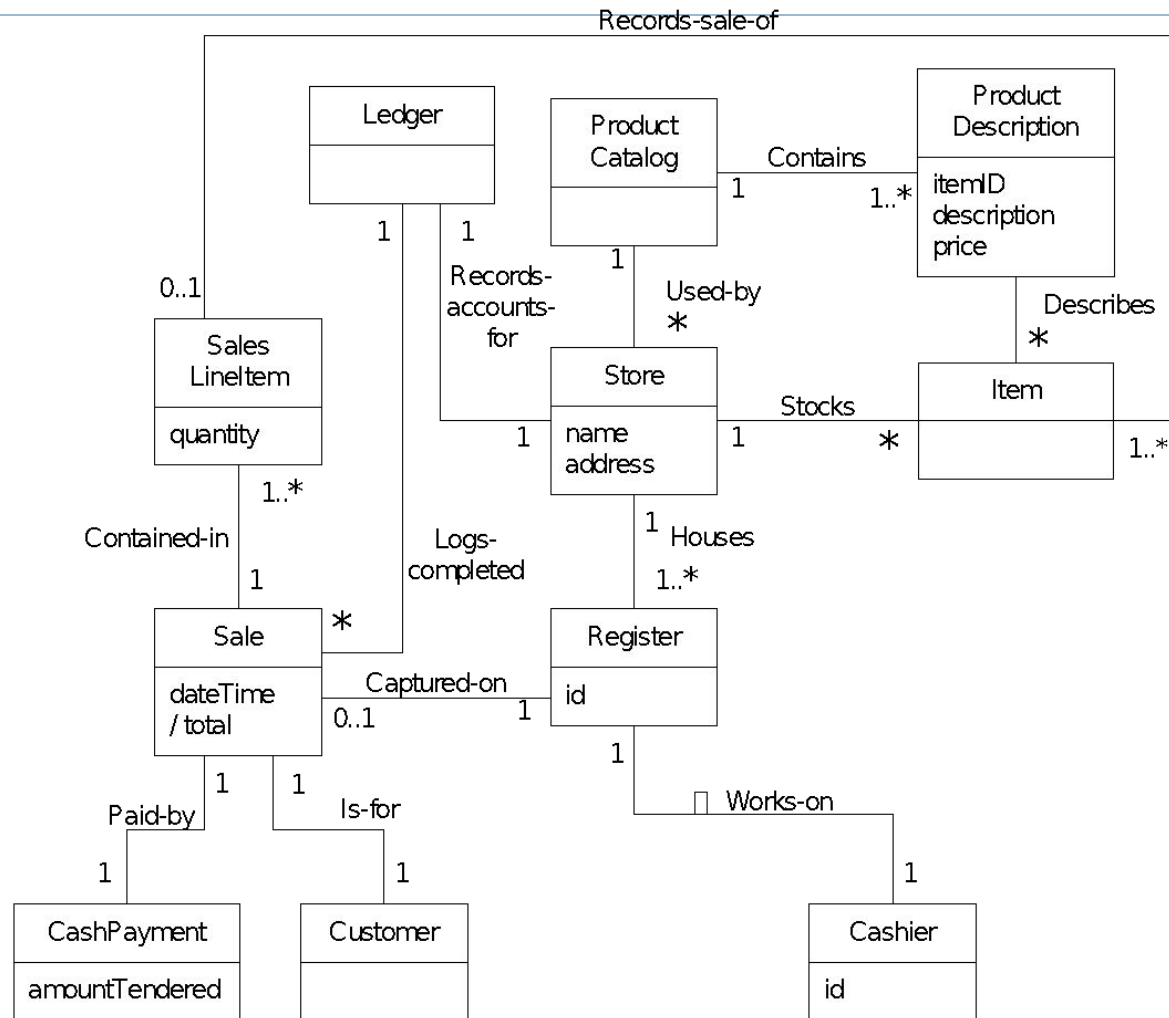 Records-sale-of
Ledger
Product
Catalog
Product
Description
itemID
description
price
Contains
1
1..*
1
1
Records-
accounts-
for
1
Used-by
*
Describes
*
0..1
Sales
LineItem
quantity
Store
name
address
Stocks
1
*
Item
1..*
1
1..*
Contained-in
1
Logs-
completed
*
1
Houses
1..*
Sale
dateTime
/ total
Captured-on
0..1
1
Register
id
1
1
1
Paid-by
Is-for
Works-on
1
1
1
CashPayment
amountTendered
Customer
Cashier
id